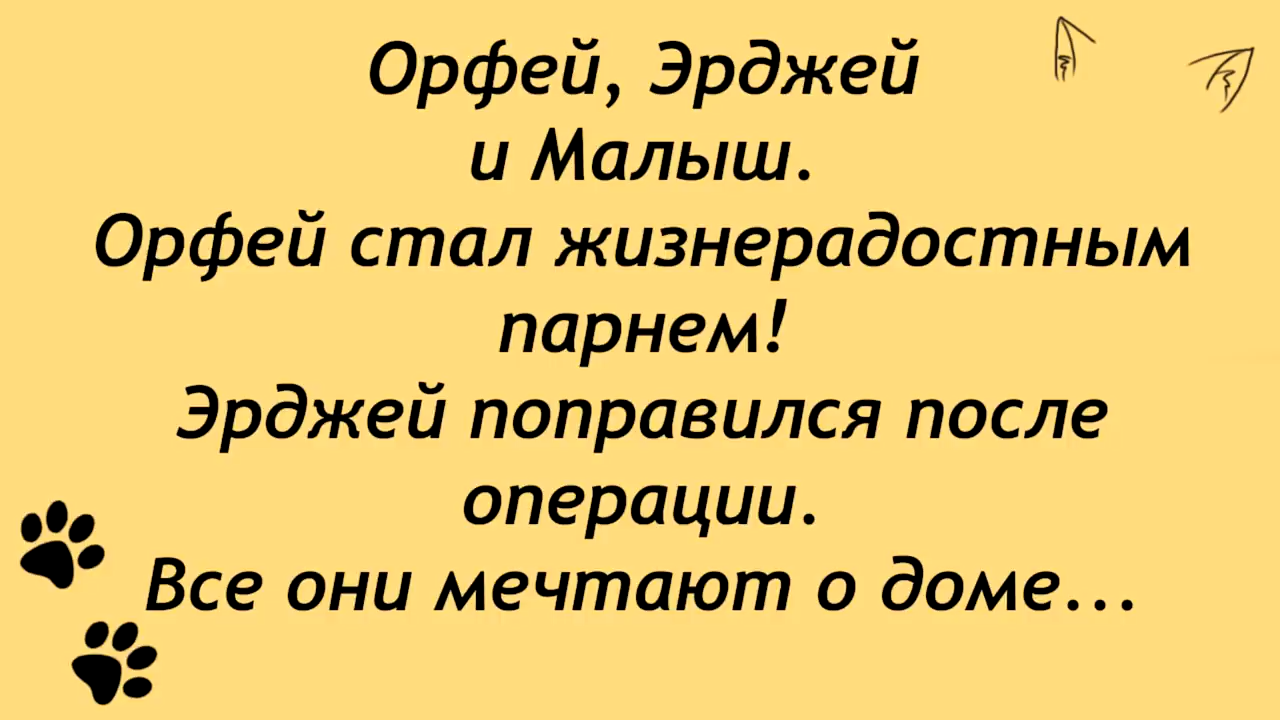 Орфей, Эрджей
и Малыш.
Орфей стал жизнерадостным
парнем!
Эрджей поправился после
операции.
Все они мечтают о доме...